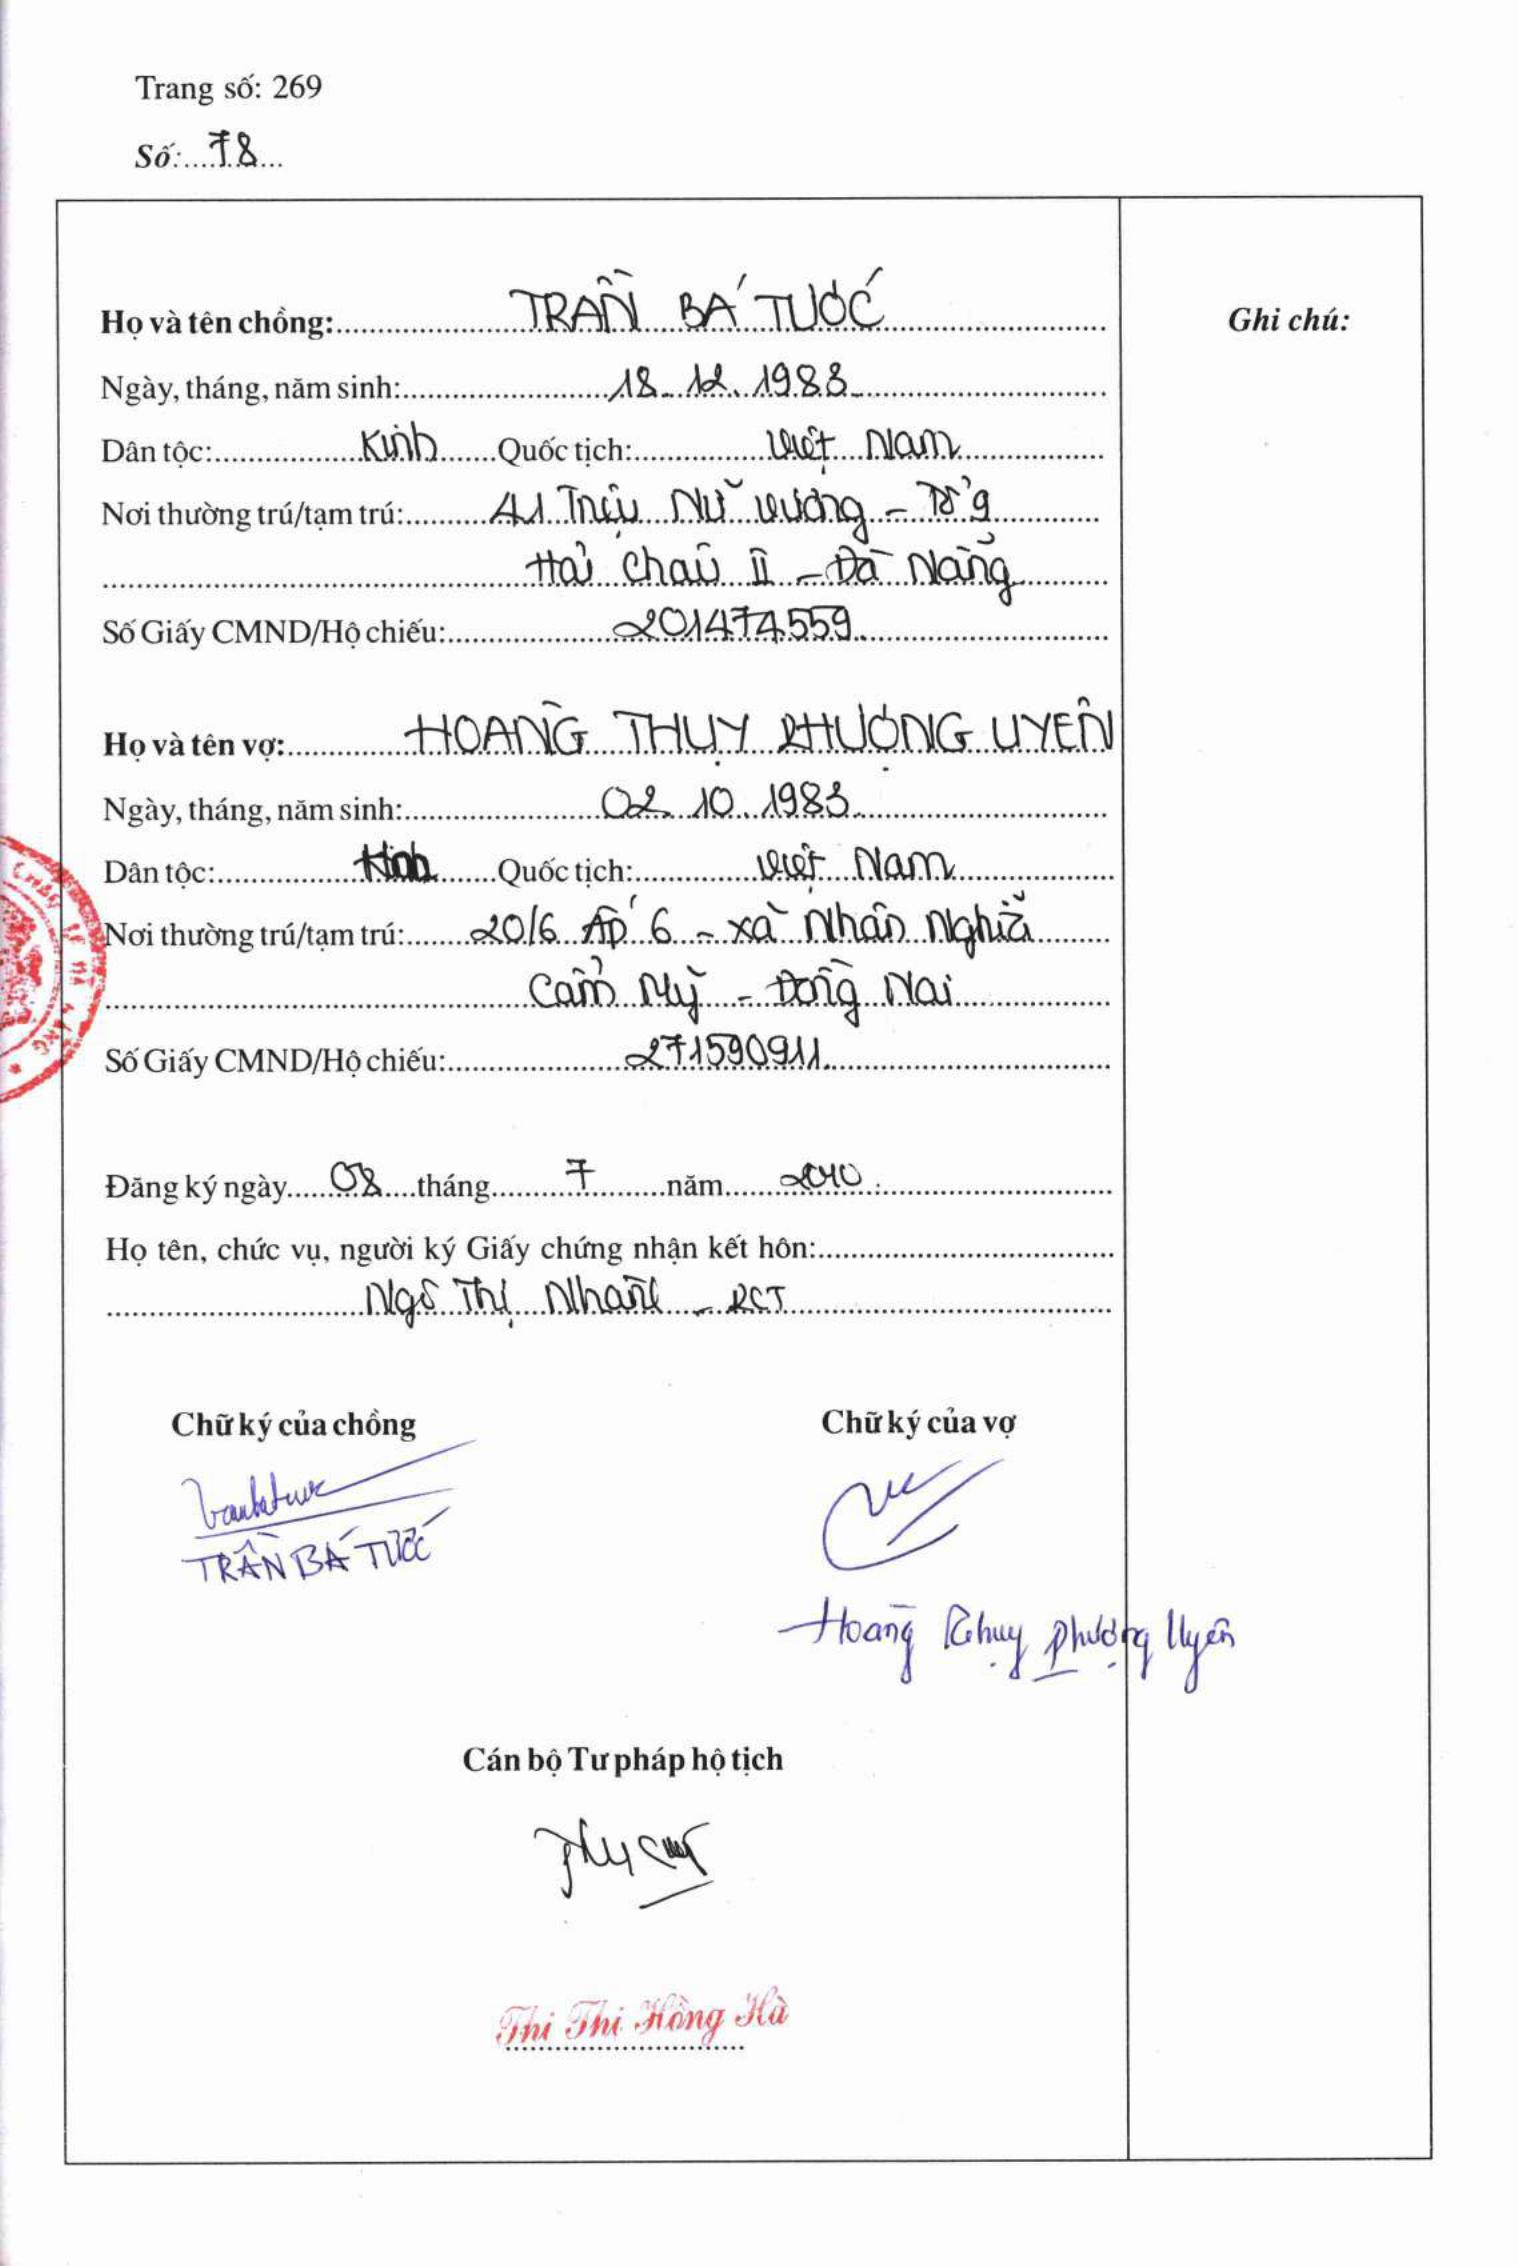 Trang số: 269
Số: 78
Họ và tên chồng: TRẦN BÁ TƯỚC
Ghi chú:
Ngày, tháng, năm sinh: 18.12.1983
Dân tộc: Kinh Quốc tịch: Việt Nam
Nơi thường trú/tạm trú: 41 Triệu Nữ Vương - Tổ 9
Hải Châu II - Đà Nẵng
Số Giấy CMND/Hộ chiếu: 201474559
Họ và tên vợ: HOÀNG THỤY PHƯỢNG UYÊN
Ngày, tháng, năm sinh: 02.10.1983
Dân tộc: Kinh Quốc tịch: Việt Nam
Nơi thường trú/tạm trú: 20/6 Ấp 6 - xã Nhân Nghĩa
Cẩm Mỹ - Đồng Nai
Số Giấy CMND/Hộ chiếu: 271590911
Đăng ký ngày 08 tháng 7 năm 2010
Họ tên, chức vụ, người ký Giấy chứng nhận kết hôn:
Ngô Thị Nhành - PCT
Chữ ký của chồng Chữ ký của vợ
TRẦN BÁ TƯỚC
Hoàng Thụy Phượng Uyên
Cán bộ Tư pháp hộ tịch
Thi Thi Hồng Hà